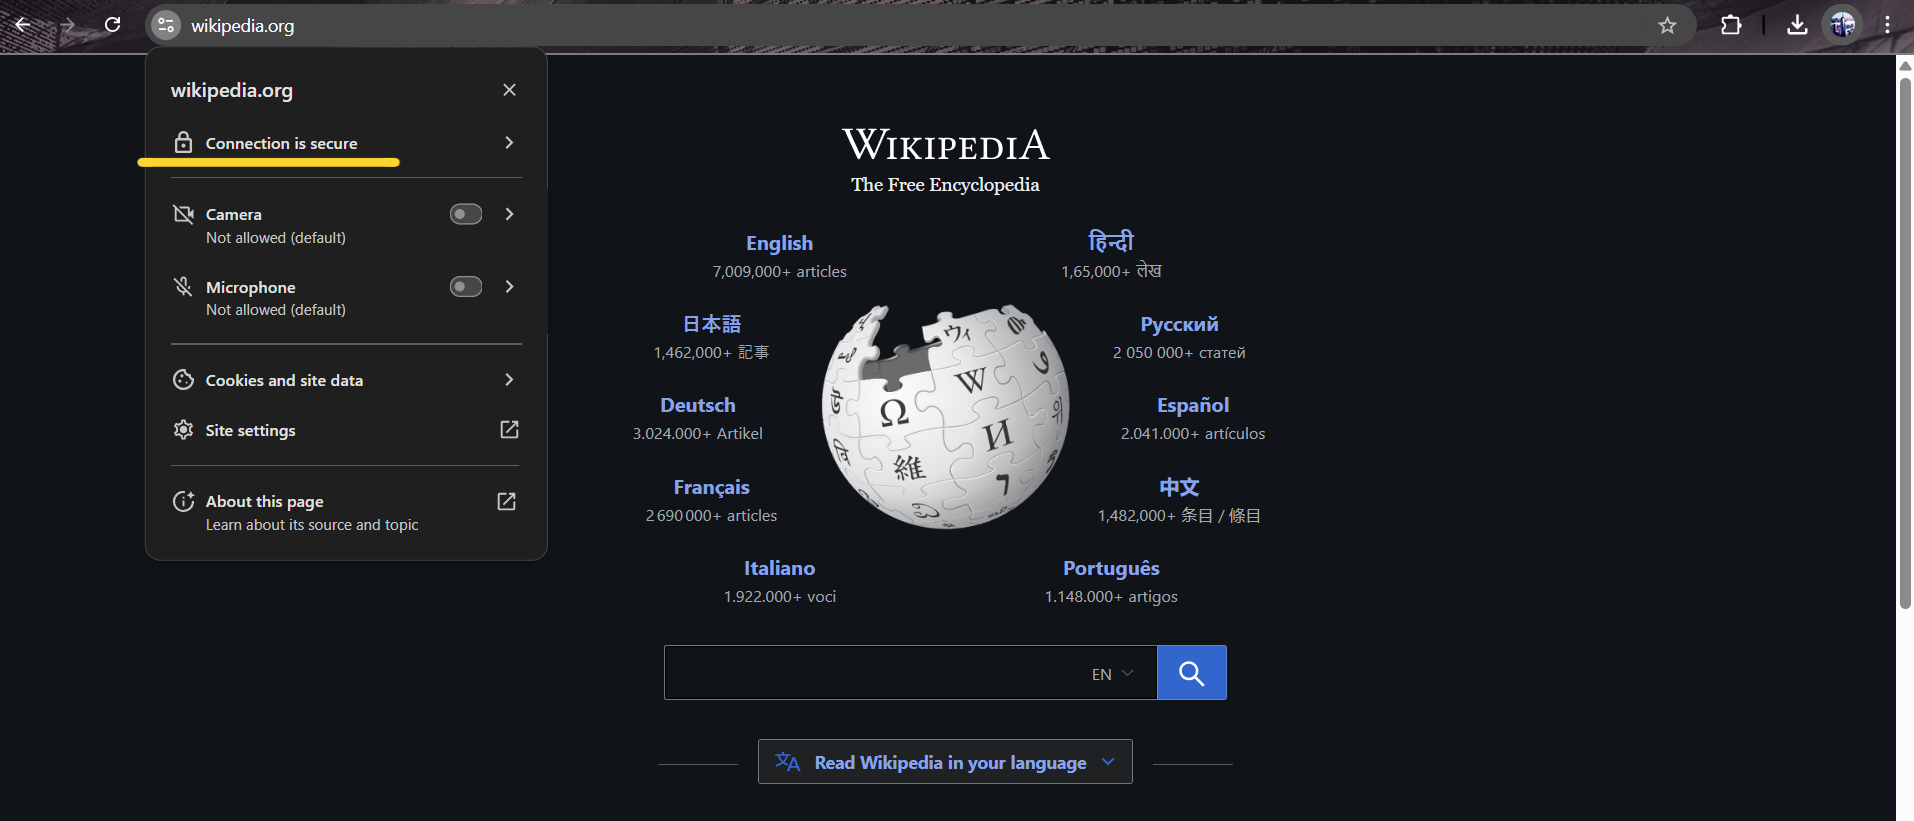 wikipedia.org
wikipedia.org
Connection is secure
Camera
Not allowed (default)
Microphone
Not allowed (default)
Cookies and site data
Site settings
About this page
Learn about its source and topic
WIKIPEDIA
The Free Encyclopedia
English
7,009,000+ articles
हिन्दी
1,65,000+ लेख
日本語
1,462,000+ 記事
Русский
2 050 000+ статей
Deutsch
3.024.000+ Artikel
Español
2.041.000+ artículos
Français
2 690 000+ articles
中文
1,482,000+ 条目 / 條目
Italiano
1.922.000+ voci
Português
1.148.000+ artigos
Ω
W
И
維
EN
Read Wikipedia in your language